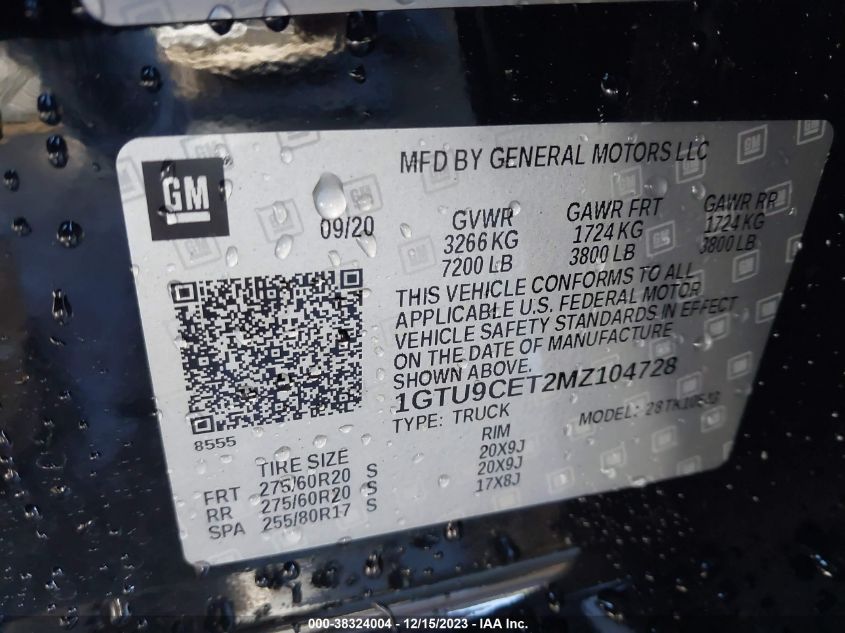 GM
MFD BY GENERAL MOTORS LLC
09/20
GVWR
3266 KG
7200 LB
GAWR FRT
1724 KG
3800 LB
GAWR RR
1724 KG
3800 LB
THIS VEHICLE CONFORMS TO ALL
APPLICABLE U.S. FEDERAL MOTOR
VEHICLE SAFETY STANDARDS IN EFFECT
ON THE DATE OF MANUFACTURE
SHOWN ABOVE.
1GTU9CET2MZ104728
TYPE: TRUCK
MODEL:
8555
TIRE SIZE
RIM
FRT 275/60R20 S 20X9J
RR 275/60R20 S 20X9J
SPA 255/80R17 S 17X8J
000-38324004 - 12/15/2023 - IAA Inc.